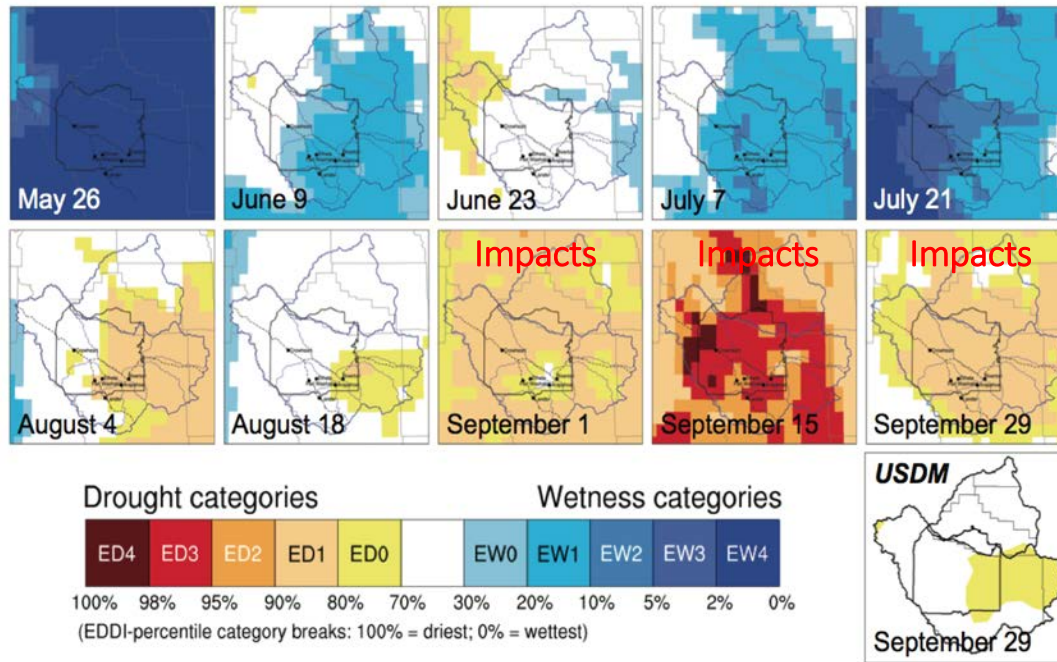 May 26
June 9
June 23
July 7
July 21
August 4
August 18
Impacts
September 1
Impacts
September 15
Impacts
September 29
Drought categories
Wetness categories
ED4 ED3 ED2 ED1 ED0 EW0 EW1 EW2 EW3 EW4
100% 98% 95% 90% 80% 70% 30% 20% 10% 5% 2% 0%
(EDDI-percentile category breaks: 100% = driest; 0% = wettest)
USDM
September 29